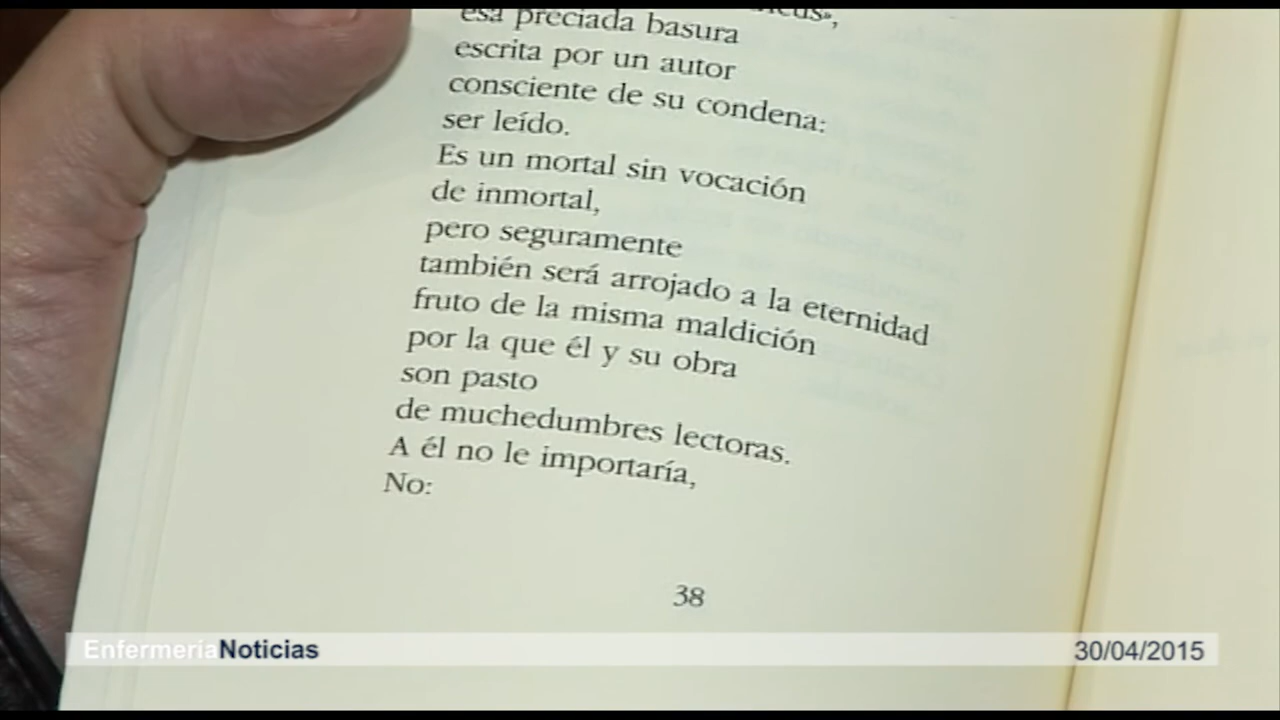 esa preciada basura
escrita por un autor
consciente de su condena:
ser leído.
Es un mortal sin vocación
de inmortal,
pero seguramente
también será arrojado a la eternidad
fruto de la misma maldición
por la que él y su obra
son pasto
de muchedumbres lectoras.
A él no le importaría,
No:
38
EnfermeríaNoticias
30/04/2015